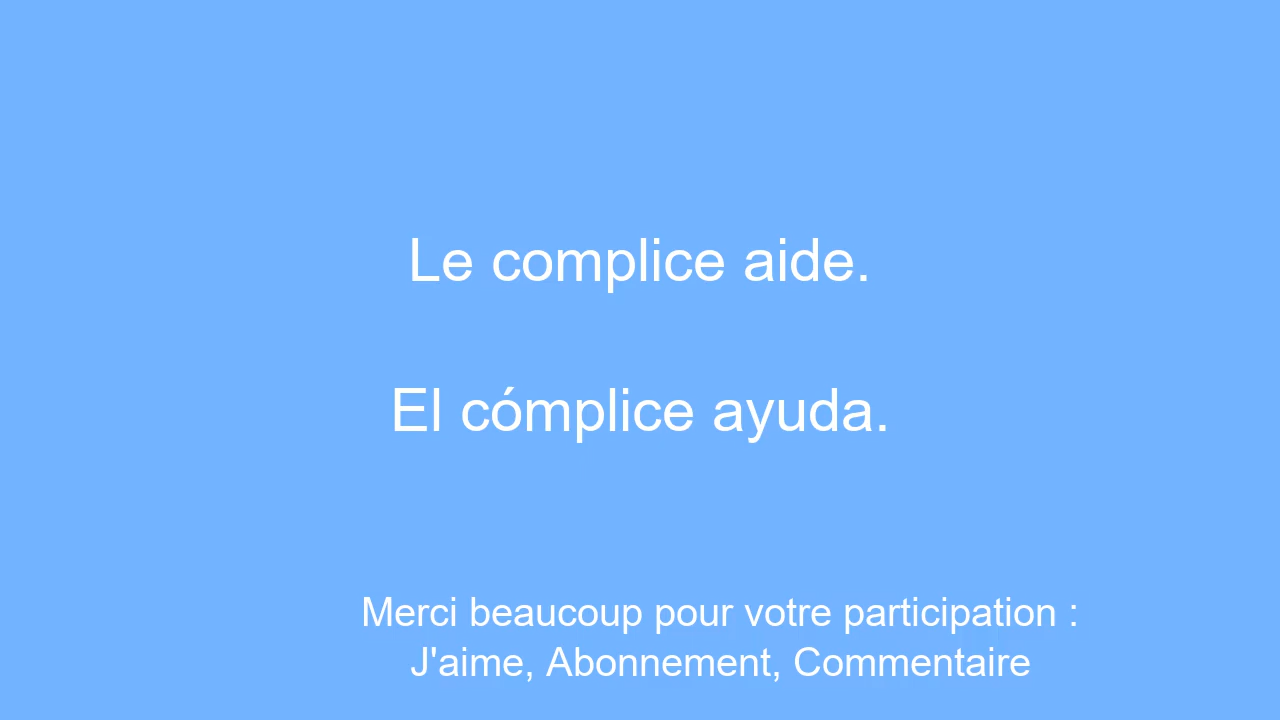 Le complice aide.
El cómplice ayuda.
Merci beaucoup pour votre participation :
J'aime, Abonnement, Commentaire